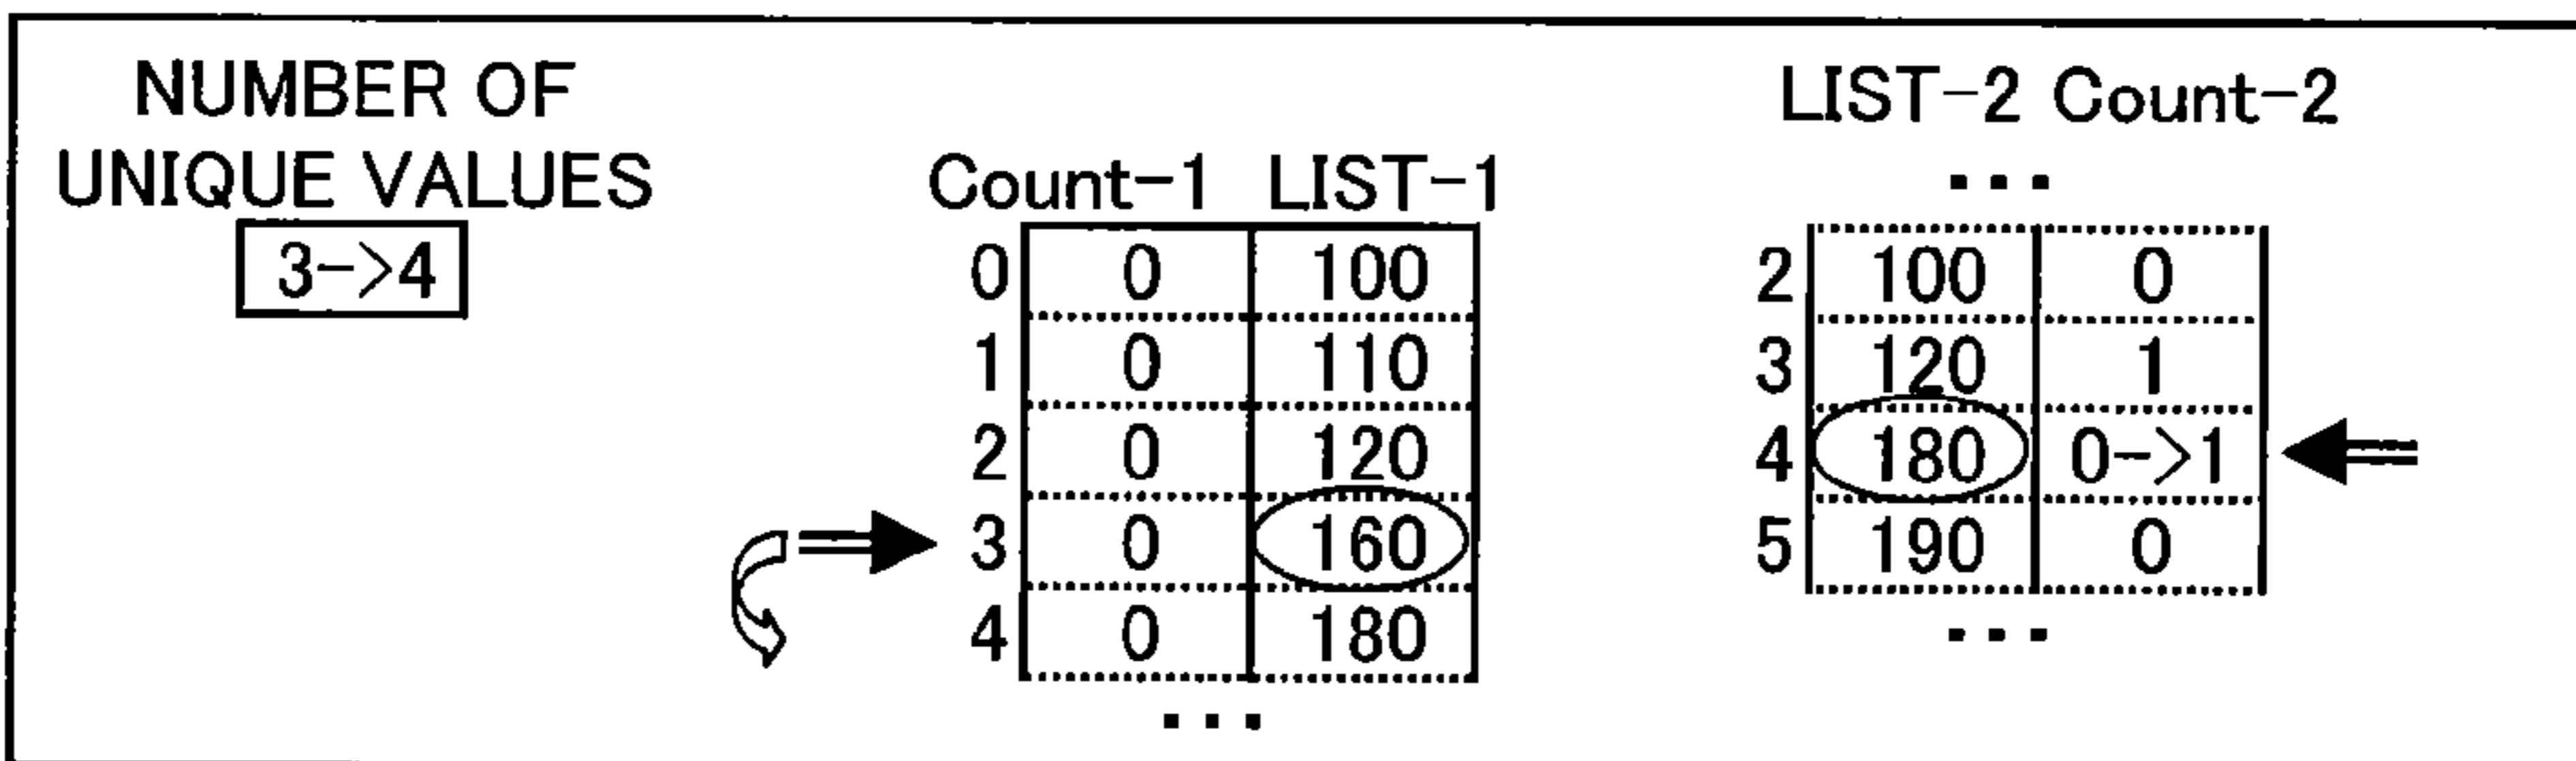 NUMBER OF
UNIQUE VALUES
3->4
Count-1 LIST-1
0 0 100
1 0 110
2 0 120
3 0 160
4 0 180
...
LIST-2 Count-2
...
2 100 0
3 120 1
4 180 0->1
5 190 0
...